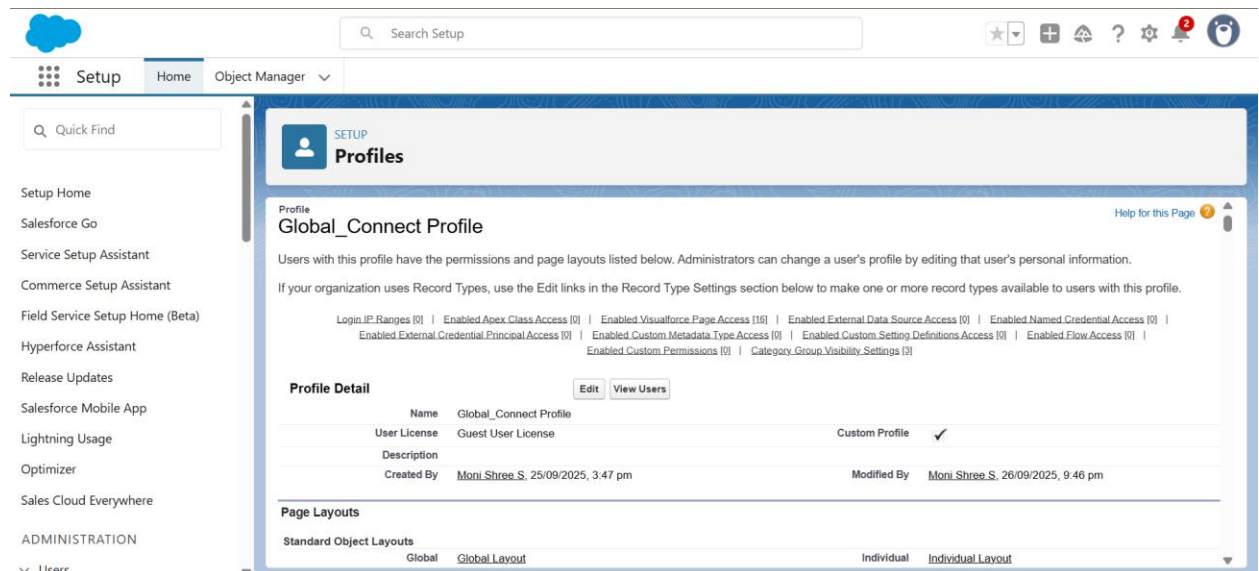 Search Setup
2
Setup Home Object Manager
Quick Find
Setup Home
Salesforce Go
Service Setup Assistant
Commerce Setup Assistant
Field Service Setup Home (Beta)
Hyperforce Assistant
Release Updates
Salesforce Mobile App
Lightning Usage
Optimizer
Sales Cloud Everywhere
ADMINISTRATION
Users
SETUP
Profiles
Profile
Global_Connect Profile
Help for this Page ?
Users with this profile have the permissions and page layouts listed below. Administrators can change a user's profile by editing that user's personal information.
If your organization uses Record Types, use the Edit links in the Record Type Settings section below to make one or more record types available to users with this profile.
Login IP Ranges [0] | Enabled Apex Class Access [0] | Enabled Visualforce Page Access [16] | Enabled External Data Source Access [0] | Enabled Named Credential Access [0] |
Enabled External Credential Principal Access [0] | Enabled Custom Metadata Type Access [0] | Enabled Custom Setting Definitions Access [0] | Enabled Flow Access [0] |
Enabled Custom Permissions [0] | Category Group Visibility Settings [3]
Profile Detail Edit View Users
Name Global_Connect Profile
User License Guest User License Custom Profile ✓
Description
Created By Moni Shree S, 25/09/2025, 3:47 pm Modified By Moni Shree S, 26/09/2025, 9:46 pm
Page Layouts
Standard Object Layouts
Global Global Layout Individual Individual Layout